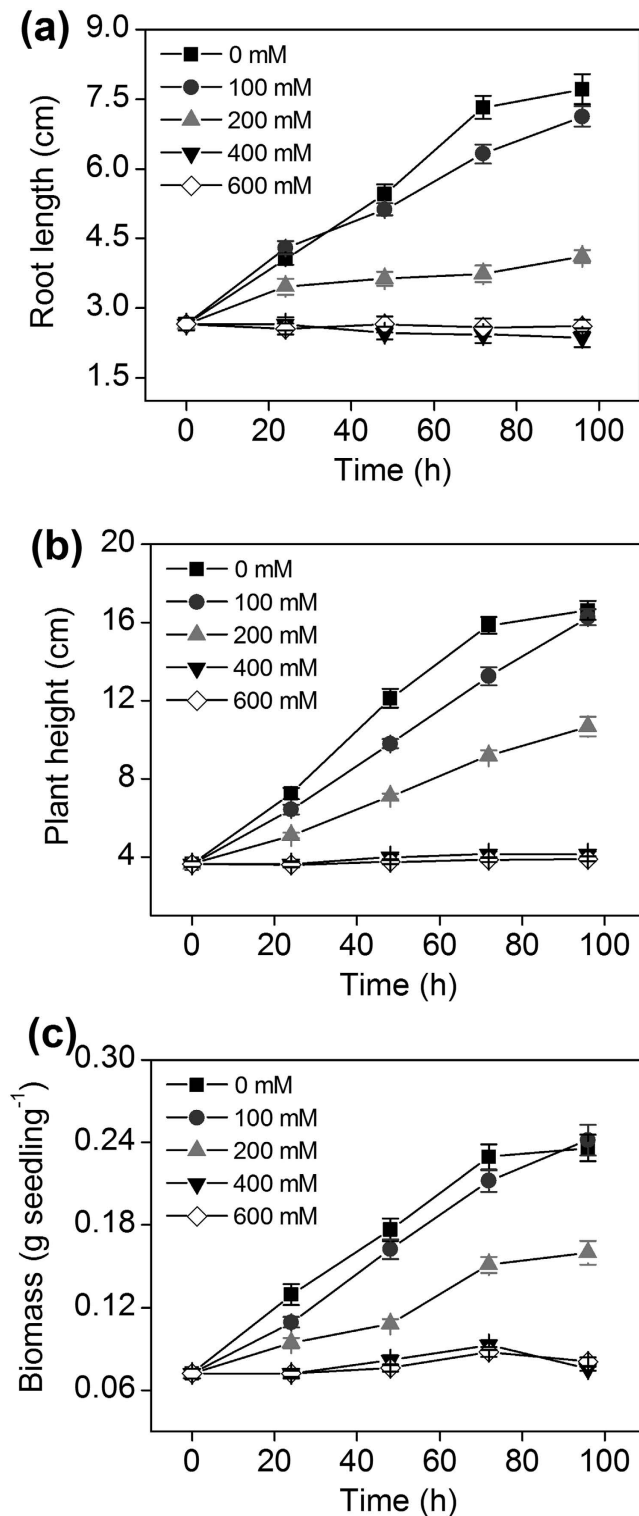 (a)
9.0
7.5
6.0
4.5
3.0
1.5
Root length (cm)
0 mM
100 mM
200 mM
400 mM
600 mM
0 20 40 60 80 100
Time (h)
(b)
20
16
12
8
4
Plant height (cm)
0 mM
100 mM
200 mM
400 mM
600 mM
0 20 40 60 80 100
Time (h)
(c)
0.30
0.24
0.18
0.12
0.06
Biomass (g seedling⁻¹)
0 mM
100 mM
200 mM
400 mM
600 mM
0 20 40 60 80 100
Time (h)